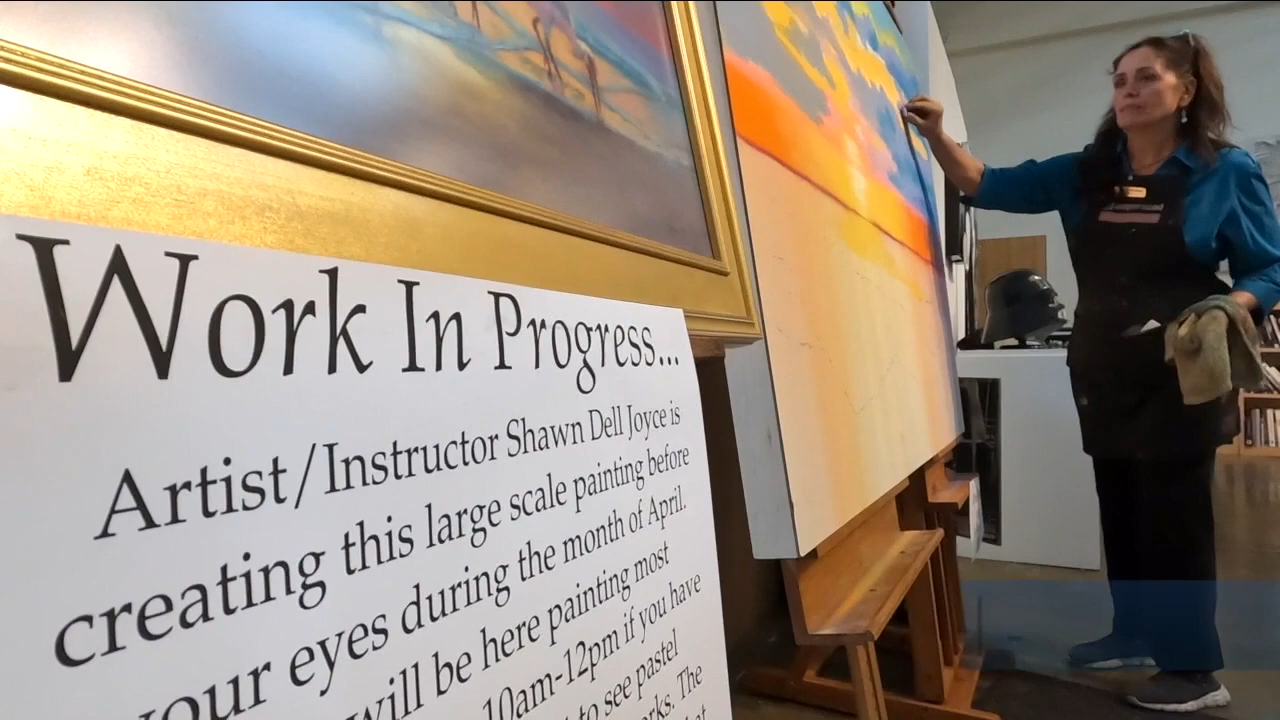 Work In Progress...
Artist/Instructor Shawn Dell Joyce is
creating this large scale painting before
your eyes during the month of April.
will be here painting most
10am-12pm if you have
to see pastel
The